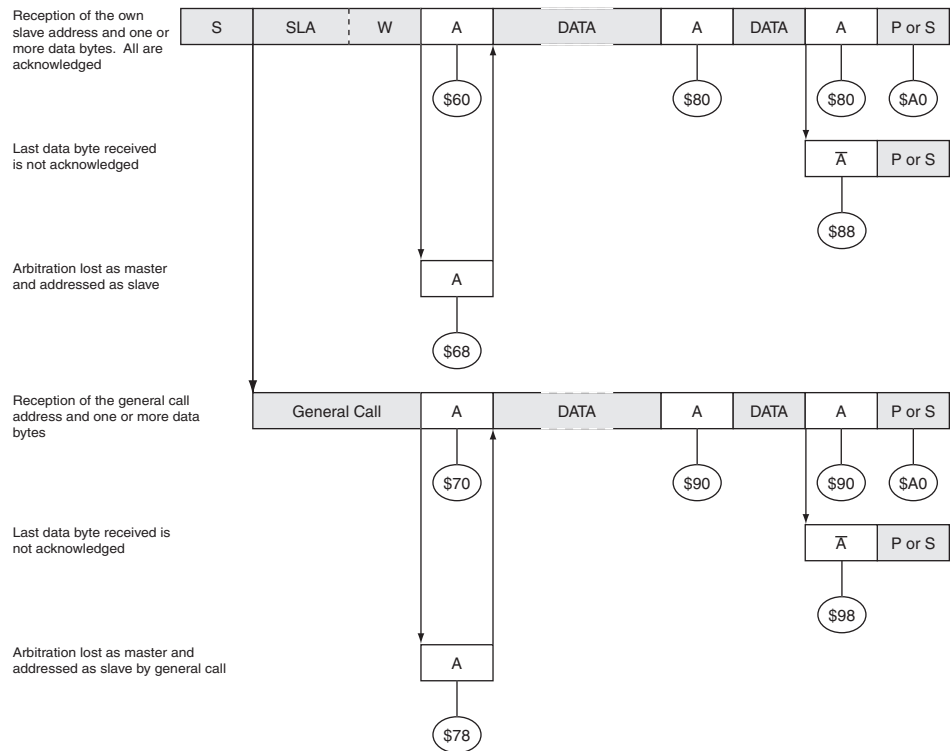 Reception of the own
slave address and one or
more data bytes. All are
acknowledged
S SLA W A DATA A DATA A P or S
$60 $80 $80 $A0
Last data byte received
is not acknowledged
A̅ P or S
$88
Arbitration lost as master
and addressed as slave
A
$68
Reception of the general call
address and one or more data
bytes
General Call A DATA A DATA A P or S
$70 $90 $90 $A0
Last data byte received is
not acknowledged
A̅ P or S
$98
Arbitration lost as master and
addressed as slave by general call
A
$78